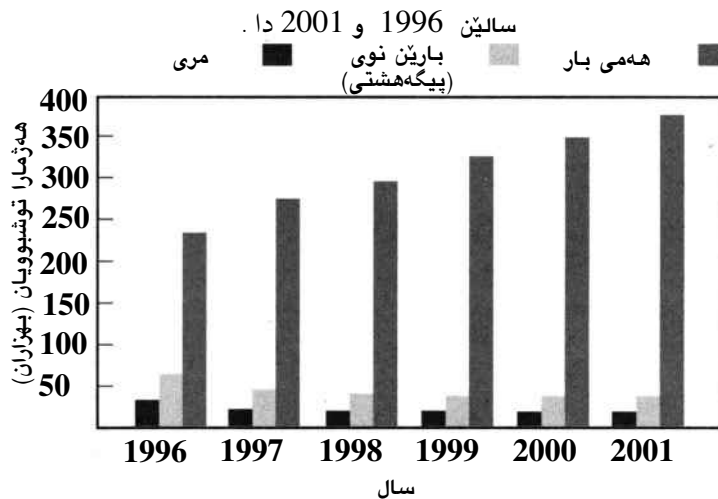 سالێن 1996 و 2001 دا .
هەمی بار
بارێن نوی
(پیگەهشتی)
مری
هەژمارا توشبوویان (بهزاران)
400
350
300
250
200
150
100
50
1996 1997 1998 1999 2000 2001
سال